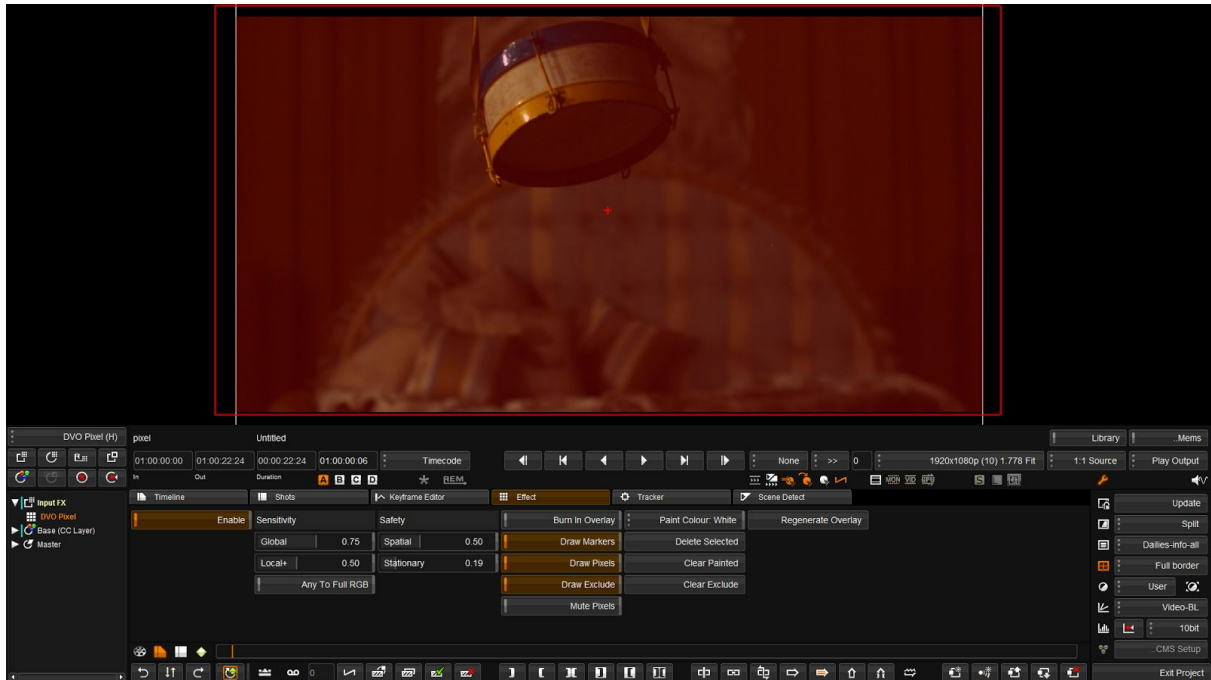 DVO Pixel (H) pixel Untitled Library ..Mems
01:00:00:00 01:00:22:24 00:00:22:24 01:00:00:06 Timecode None >> 0 1920x1080p (10) 1.778 Fit 1:1 Source Play Output
In Out Duration A B C D REM
Input FX
DVO Pixel
Base (CC Layer)
Master
Timeline Shots Keyframe Editor Effect Tracker Scene Detect
Enable Sensitivity Safety Burn In Overlay Paint Colour: White Regenerate Overlay
Global 0.75 Spatial 0.50 Draw Markers Delete Selected
Local+ 0.50 Stationary 0.19 Draw Pixels Clear Painted
Any To Full RGB Draw Exclude Clear Exclude
Mute Pixels
Update
Split
Dailies-info-all
Full border
User
Video-BL
10bit
..CMS Setup
0 Exit Project